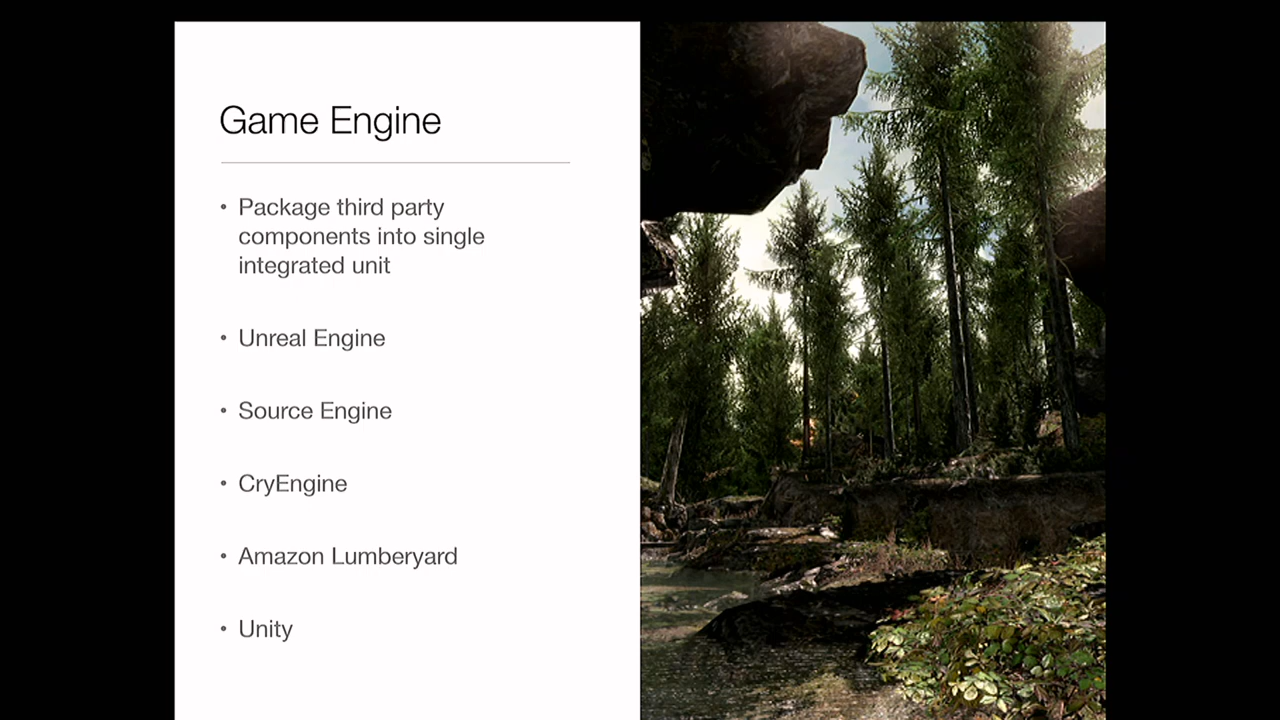 Game Engine
• Package third party
components into single
integrated unit
• Unreal Engine
• Source Engine
• CryEngine
• Amazon Lumberyard
• Unity